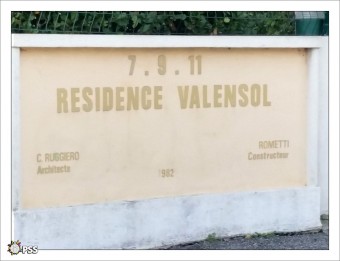 7.9.11
RESIDENCE VALENSOL
C. RUGGIERO
Architecte
ROMETTI
Constructeur
1982
PSS